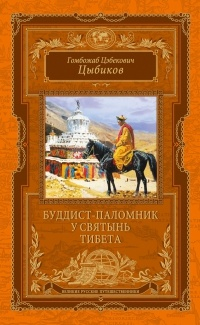 Гомбожаб Цэбекович
Цыбиков
БУДДИСТ-ПАЛОМНИК
У СВЯТЫНЬ
ТИБЕТА
ВЕЛИКИЕ РУССКИЕ ПУТЕШЕСТВЕННИКИ